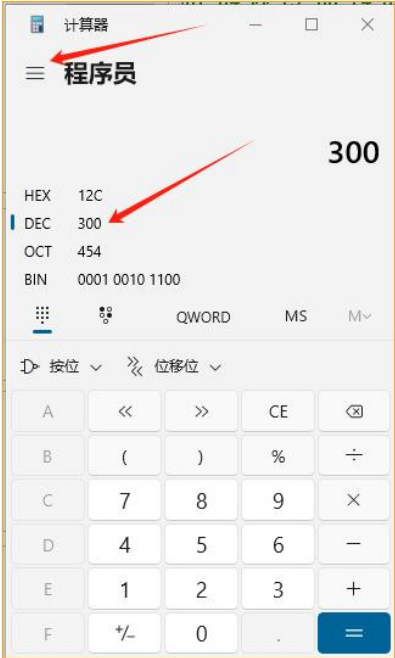 计算器
程序员
300
HEX 12C
DEC 300
OCT 454
BIN 0001 0010 1100
QWORD MS M
按位 位移位
A << >> CE
B ( ) % ÷
C 7 8 9 ×
D 4 5 6 −
E 1 2 3 +
F +/− 0 . =